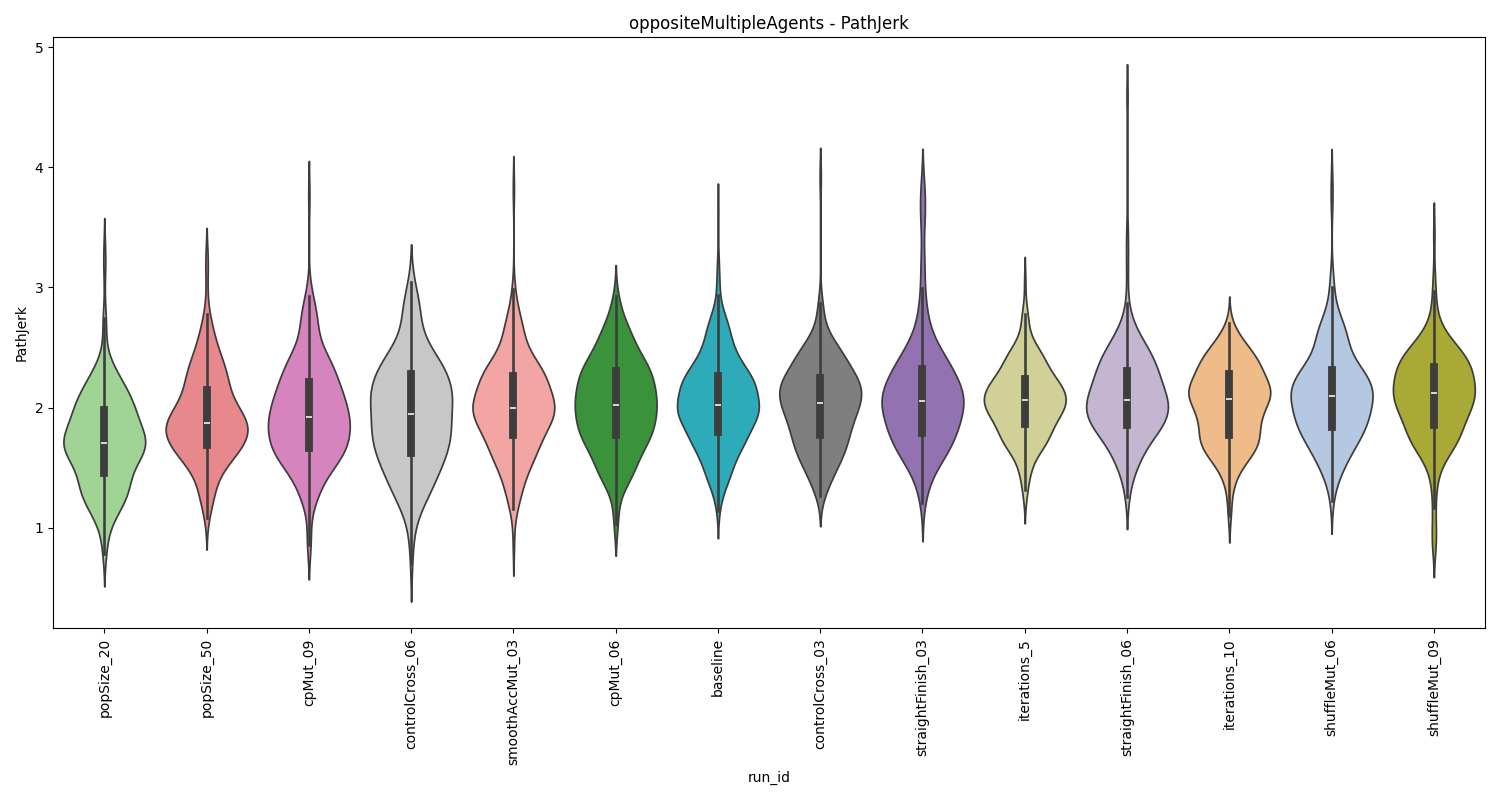 oppositeMultipleAgents - PathJerk
PathJerk
5
4
3
2
1
popSize_20
popSize_50
cpMut_09
controlCross_06
smoothAccMut_03
cpMut_06
baseline
controlCross_03
straightFinish_03
iterations_5
straightFinish_06
iterations_10
shuffleMut_06
shuffleMut_09
run_id